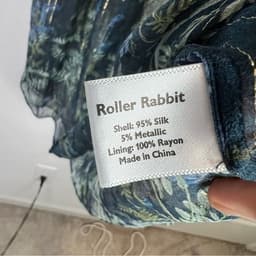 Roller Rabbit
Shell: 95% Silk
5% Metallic
Lining: 100% Rayon
Made in China